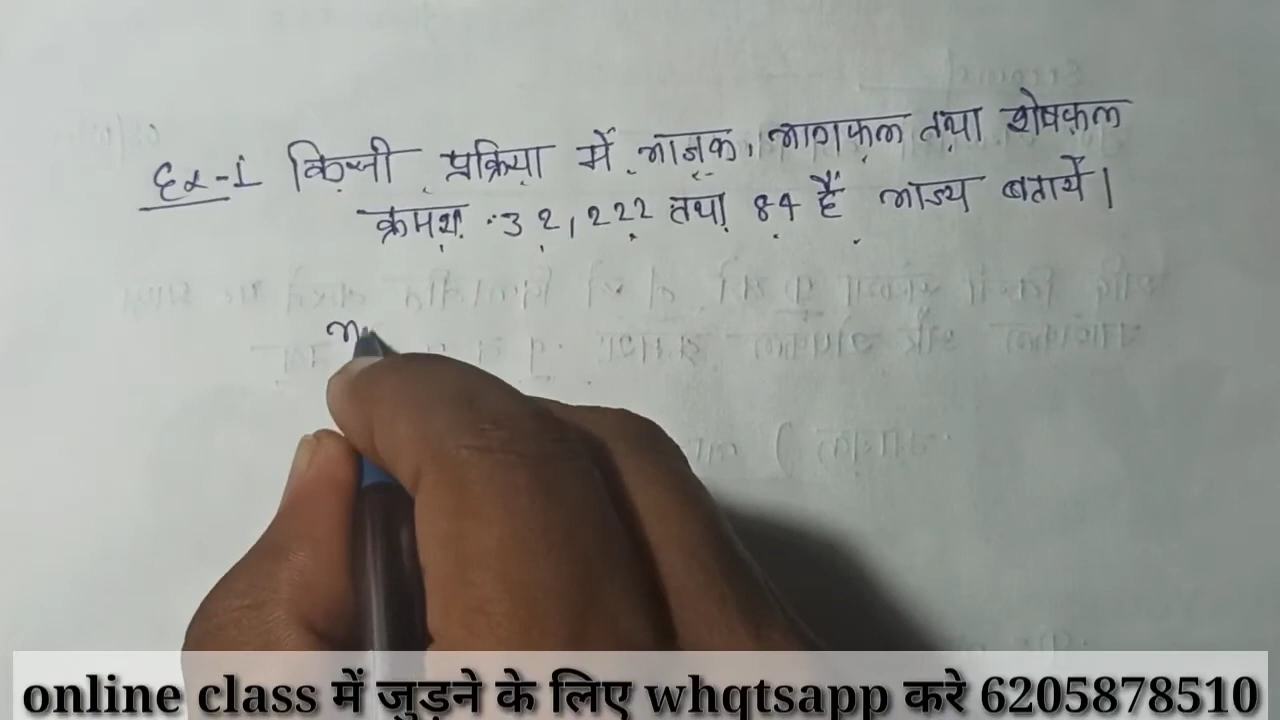 Ex-1 किसी प्रक्रिया में भाजक, भागफल तथा शेषफल
क्रमश: 32, 222 तथा 84 हैं भाज्य बतायें।
online class में जुड़ने के लिए whqtsapp करे 6205878510